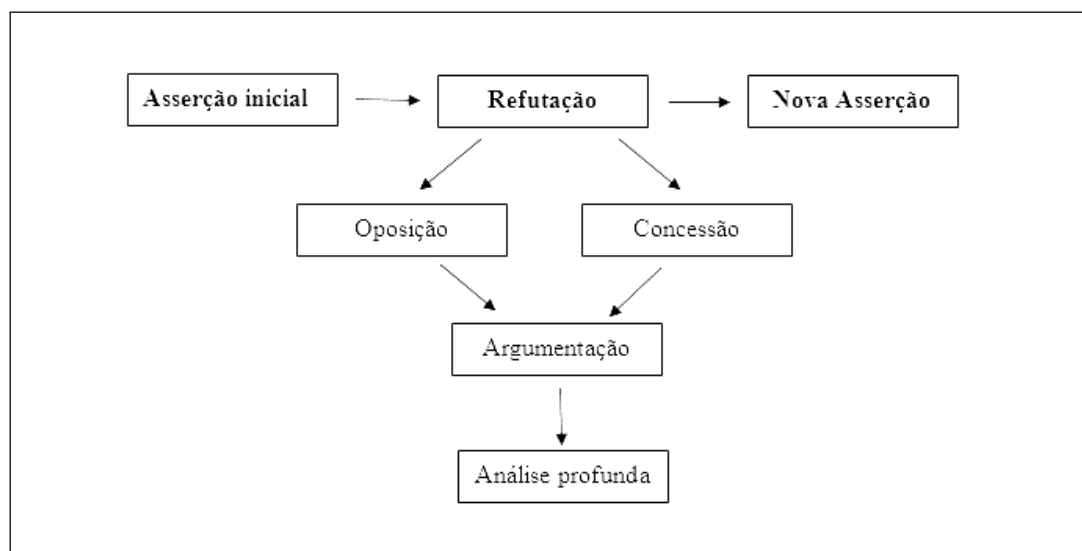 Asserção inicial
Refutação
Nova Asserção
Oposição
Concessão
Argumentação
Análise profunda